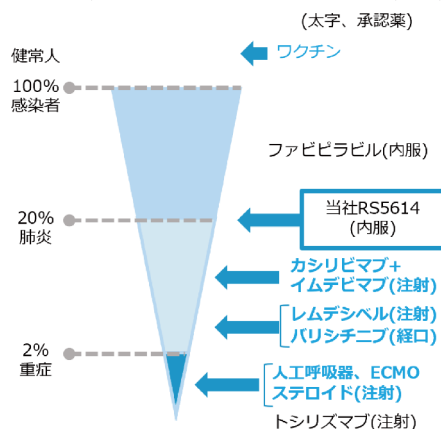 (太字、承認薬)
健常人
ワクチン
100%
感染者
ファビピラビル(内服)
20%
肺炎
当社RS5614
(内服)
カシリビマブ+
イムデビマブ(注射)
レムデシベル(注射)
バリシチニブ(経口)
2%
重症
人工呼吸器、ECMO
ステロイド(注射)
トシリズマブ(注射)